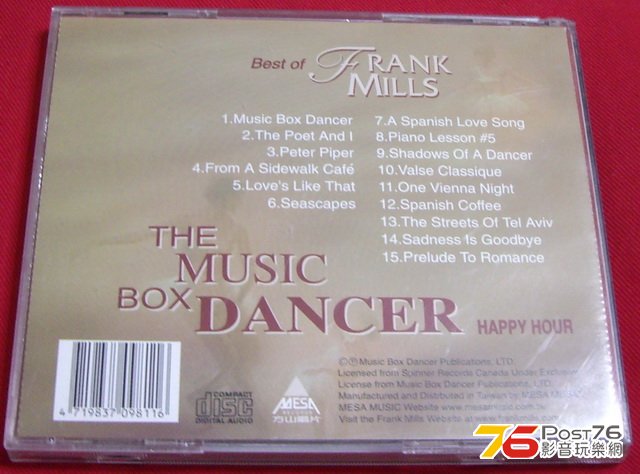 Best of FRANK
MILLS
1.Music Box Dancer
2.The Poet And I
3.Peter Piper
4.From A Sidewalk Café
5.Love's Like That
6.Seascapes
7.A Spanish Love Song
8.Piano Lesson #5
9.Shadows Of A Dancer
10.Valse Classique
11.One Vienna Night
12.Spanish Coffee
13.The Streets Of Tel Aviv
14.Sadness Is Goodbye
15.Prelude To Romance
THE
MUSIC
BOX DANCER HAPPY HOUR
4 719837 098116
COMPACT
disc
DIGITAL AUDIO
MESA
RECORDS
方山唱片
©℗ Music Box Dancer Publications, LTD.
Licensed from Spinner Records Canada Under Exclusive
License from Music Box Dancer Publications, LTD.
Manufactured and Distributed in Taiwan by MESA MUSIC
MESA MUSIC Website www.mesamusic.com.tw
Visit the Frank Mills Website at www.frankmills.com
76 Post76
影音玩樂網